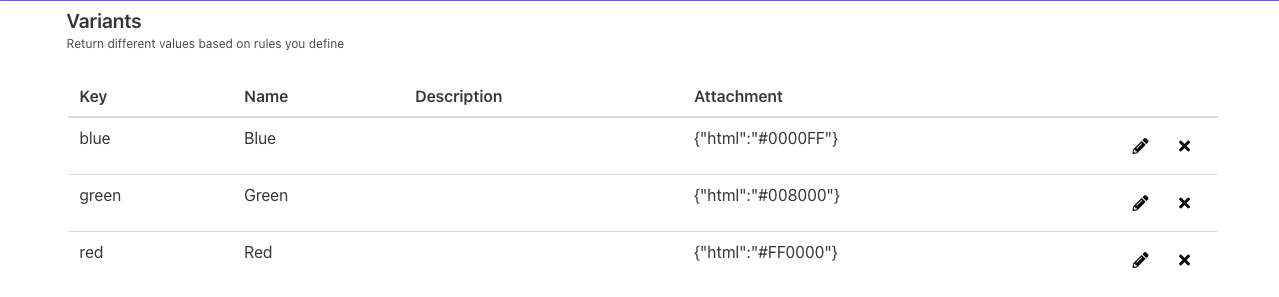 Variants
Return different values based on rules you define
Key Name Description Attachment
blue Blue {"html":"#0000FF"}
green Green {"html":"#008000"}
red Red {"html":"#FF0000"}